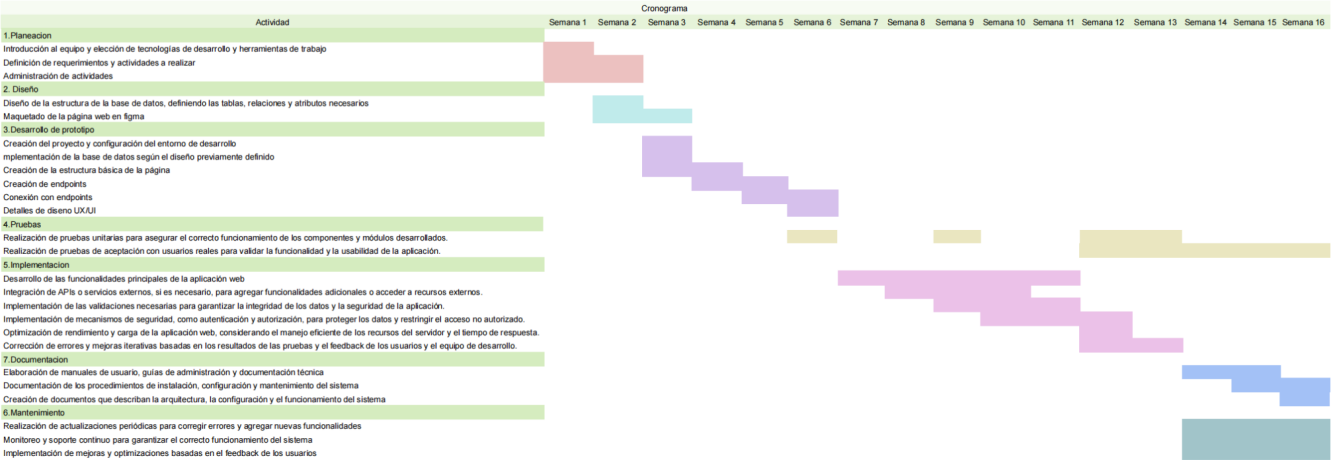 Cronograma
Actividad Semana 1 Semana 2 Semana 3 Semana 4 Semana 5 Semana 6 Semana 7 Semana 8 Semana 9 Semana 10 Semana 11 Semana 12 Semana 13 Semana 14 Semana 15 Semana 16
1.Planeacion
Introducción al equipo y elección de tecnologías de desarrollo y herramientas de trabajo
Definición de requerimientos y actividades a realizar
Administración de actividades
2. Diseño
Diseño de la estructura de la base de datos, definiendo las tablas, relaciones y atributos necesarios
Maquetado de la página web en figma
3.Desarrollo de prototipo
Creación del proyecto y configuración del entorno de desarrollo
mplementación de la base de datos según el diseño previamente definido
Creación de la estructura básica de la página
Creación de endpoints
Conexión con endpoints
Detalles de diseno UX/UI
4.Pruebas
Realización de pruebas unitarias para asegurar el correcto funcionamiento de los componentes y módulos desarrollados.
Realización de pruebas de aceptación con usuarios reales para validar la funcionalidad y la usabilidad de la aplicación.
5.Implementacion
Desarrollo de las funcionalidades principales de la aplicación web
Integración de APIs o servicios externos, si es necesario, para agregar funcionalidades adicionales o acceder a recursos externos.
Implementación de las validaciones necesarias para garantizar la integridad de los datos y la seguridad de la aplicación.
Implementación de mecanismos de seguridad, como autenticación y autorización, para proteger los datos y restringir el acceso no autorizado.
Optimización de rendimiento y carga de la aplicación web, considerando el manejo eficiente de los recursos del servidor y el tiempo de respuesta.
Corrección de errores y mejoras iterativas basadas en los resultados de las pruebas y el feedback de los usuarios y el equipo de desarrollo.
7.Documentacion
Elaboración de manuales de usuario, guías de administración y documentación técnica
Documentación de los procedimientos de instalación, configuración y mantenimiento del sistema
Creación de documentos que describan la arquitectura, la configuración y el funcionamiento del sistema
6.Mantenimiento
Realización de actualizaciones periódicas para corregir errores y agregar nuevas funcionalidades
Monitoreo y soporte continuo para garantizar el correcto funcionamiento del sistema
Implementación de mejoras y optimizaciones basadas en el feedback de los usuarios